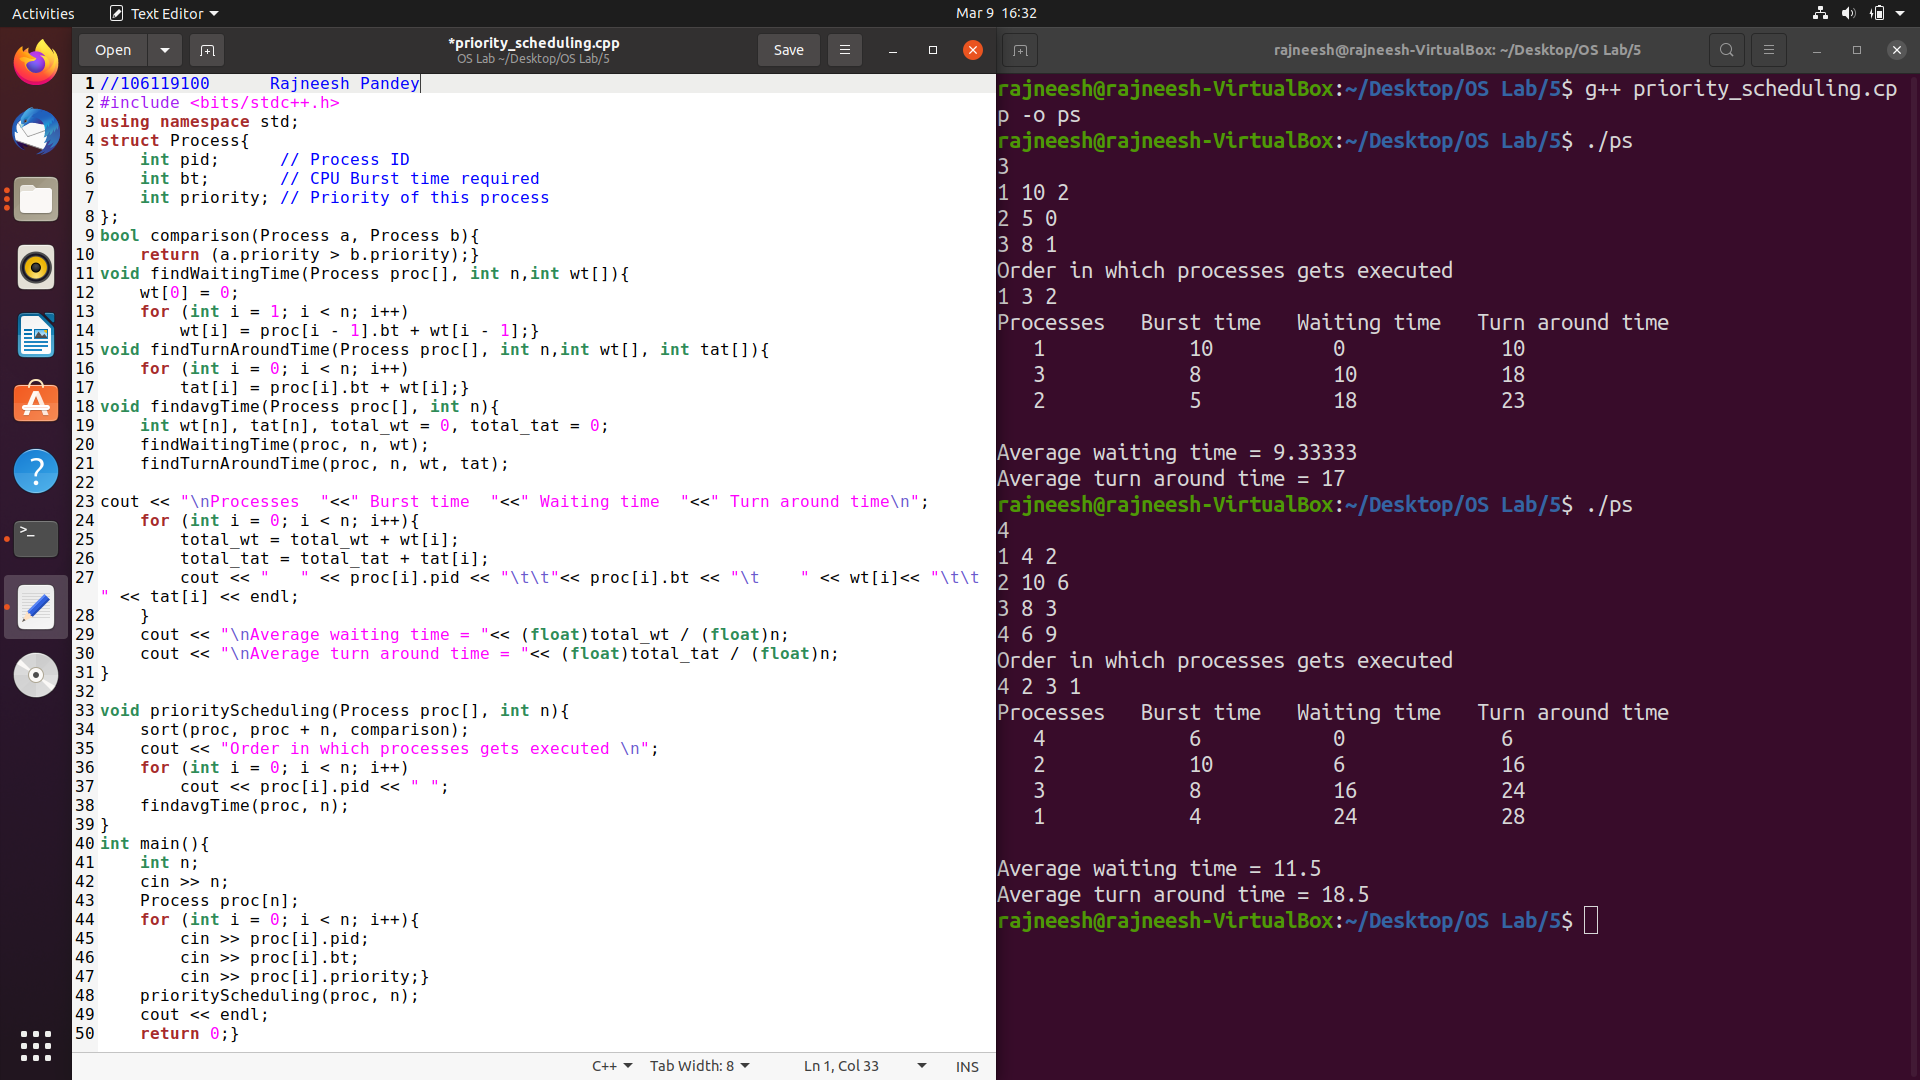 Activities
Text Editor
Mar 9 16:32
Open
*priority_scheduling.cpp
OS Lab ~/Desktop/OS Lab/5
Save
1 //106119100      Rajneesh Pandey
2 #include <bits/stdc++.h>
3 using namespace std;
4 struct Process{
5     int pid;      // Process ID
6     int bt;       // CPU Burst time required
7     int priority; // Priority of this process
8 };
9 bool comparison(Process a, Process b){
10     return (a.priority > b.priority);}
11 void findWaitingTime(Process proc[], int n,int wt[]){
12     wt[0] = 0;
13     for (int i = 1; i < n; i++)
14         wt[i] = proc[i - 1].bt + wt[i - 1];}
15 void findTurnAroundTime(Process proc[], int n,int wt[], int tat[]){
16     for (int i = 0; i < n; i++)
17         tat[i] = proc[i].bt + wt[i];}
18 void findavgTime(Process proc[], int n){
19     int wt[n], tat[n], total_wt = 0, total_tat = 0;
20     findWaitingTime(proc, n, wt);
21     findTurnAroundTime(proc, n, wt, tat);
22
23 cout << "\nProcesses  "<<" Burst time  "<<" Waiting time  "<<" Turn around time\n";
24     for (int i = 0; i < n; i++){
25         total_wt = total_wt + wt[i];
26         total_tat = total_tat + tat[i];
27         cout << "   " << proc[i].pid << "\t\t"<< proc[i].bt << "\t    " << wt[i]<< "\t\t
" << tat[i] << endl;
28     }
29     cout << "\nAverage waiting time = "<< (float)total_wt / (float)n;
30     cout << "\nAverage turn around time = "<< (float)total_tat / (float)n;
31 }
32
33 void priorityScheduling(Process proc[], int n){
34     sort(proc, proc + n, comparison);
35     cout << "Order in which processes gets executed \n";
36     for (int i = 0; i < n; i++)
37         cout << proc[i].pid << " ";
38     findavgTime(proc, n);
39 }
40 int main(){
41     int n;
42     cin >> n;
43     Process proc[n];
44     for (int i = 0; i < n; i++){
45         cin >> proc[i].pid;
46         cin >> proc[i].bt;
47         cin >> proc[i].priority;}
48     priorityScheduling(proc, n);
49     cout << endl;
50     return 0;}
C++
Tab Width: 8
Ln 1, Col 33
INS
rajneesh@rajneesh-VirtualBox: ~/Desktop/OS Lab/5
rajneesh@rajneesh-VirtualBox:~/Desktop/OS Lab/5$ g++ priority_scheduling.cp
p -o ps
rajneesh@rajneesh-VirtualBox:~/Desktop/OS Lab/5$ ./ps
3
1 10 2
2 5 0
3 8 1
Order in which processes gets executed
1 3 2
Processes   Burst time   Waiting time   Turn around time
1            10          0             10
3            8           10            18
2            5           18            23
Average waiting time = 9.33333
Average turn around time = 17
rajneesh@rajneesh-VirtualBox:~/Desktop/OS Lab/5$ ./ps
4
1 4 2
2 10 6
3 8 3
4 6 9
Order in which processes gets executed
4 2 3 1
Processes   Burst time   Waiting time   Turn around time
4            6           0             6
2            10          6             16
3            8           16            24
1            4           24            28
Average waiting time = 11.5
Average turn around time = 18.5
rajneesh@rajneesh-VirtualBox:~/Desktop/OS Lab/5$